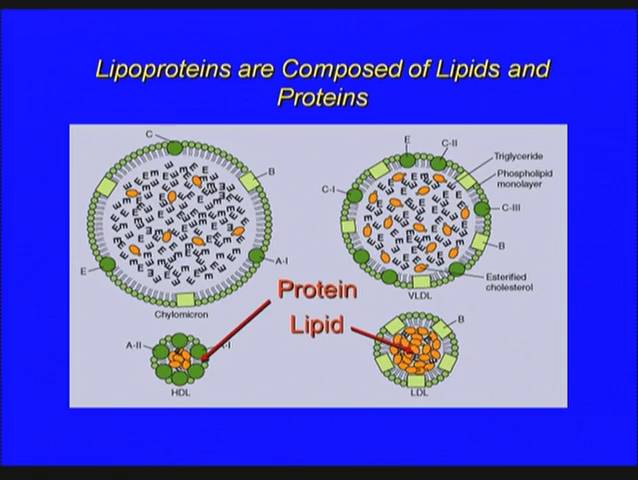 Lipoproteins are Composed of Lipids and
Proteins
C
B
E
A-I
Chylomicron
E
C-II
Triglyceride
Phospholipid
monolayer
C-I
C-III
B
Esterified
cholesterol
VLDL
Protein
Lipid
A-II
HDL
B
LDL